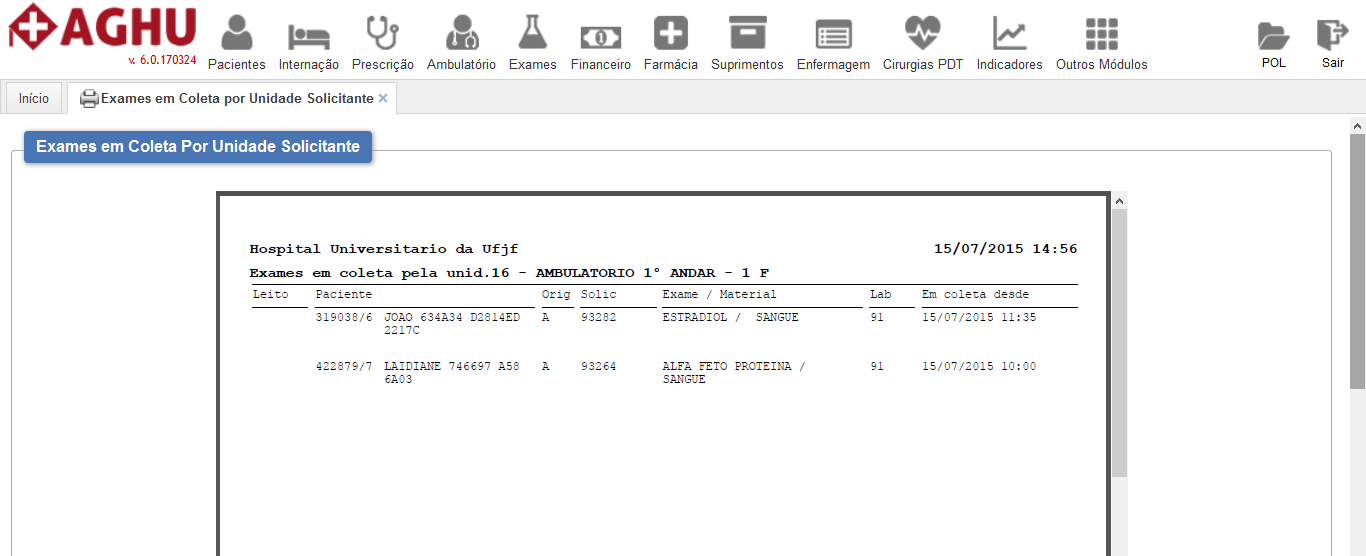 AGHU
v. 6.0.170324
Pacientes Internação Prescrição Ambulatório Exames Financeiro Farmácia Suprimentos Enfermagem Cirurgias PDT Indicadores Outros Módulos POL Sair
Início Exames em Coleta por Unidade Solicitante ×
Exames em Coleta Por Unidade Solicitante
Hospital Universitario da Ufjf 15/07/2015 14:56
Exames em coleta pela unid.16 - AMBULATORIO 1º ANDAR - 1 F
Leito Paciente Orig Solic Exame / Material Lab Em coleta desde
319038/6 JOAO 634A34 D2814ED A 93282 ESTRADIOL / SANGUE 91 15/07/2015 11:35
2217C
422879/7 LAIDIANE 746697 A58 A 93264 ALFA FETO PROTEINA / 91 15/07/2015 10:00
6A03 SANGUE